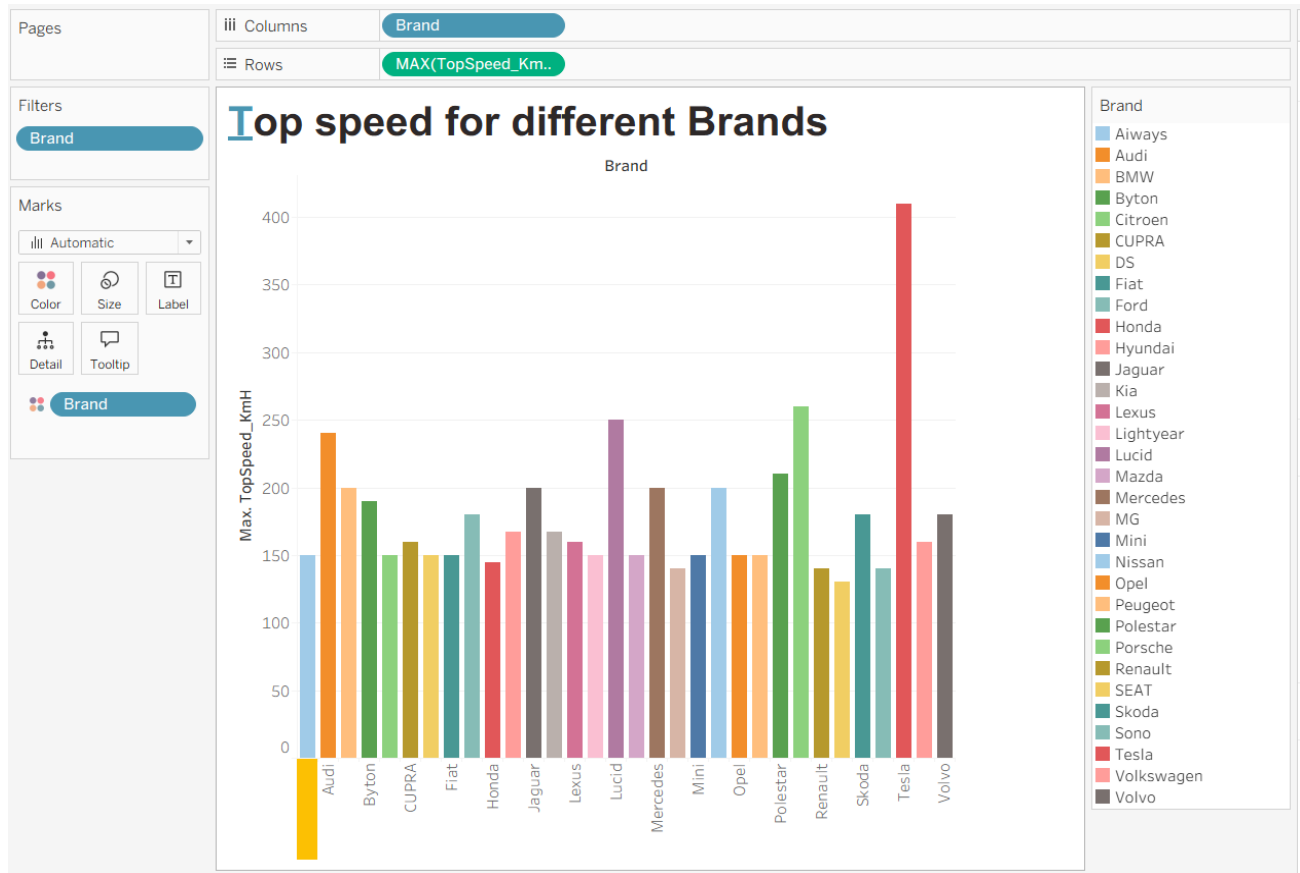 Pages
Columns
Brand
Rows
MAX(TopSpeed_Km..
Filters
Brand
Marks
Automatic
Color
Size
Label
Detail
Tooltip
Brand
Top speed for different Brands
Brand
Max. TopSpeed_KmH
400
350
300
250
200
150
100
50
0
Audi
Byton
CUPRA
Fiat
Honda
Jaguar
Lexus
Lucid
Mercedes
Mini
Opel
Polestar
Renault
Skoda
Tesla
Volvo
Brand
Aiways
Audi
BMW
Byton
Citroen
CUPRA
DS
Fiat
Ford
Honda
Hyundai
Jaguar
Kia
Lexus
Lightyear
Lucid
Mazda
Mercedes
MG
Mini
Nissan
Opel
Peugeot
Polestar
Porsche
Renault
SEAT
Skoda
Sono
Tesla
Volkswagen
Volvo